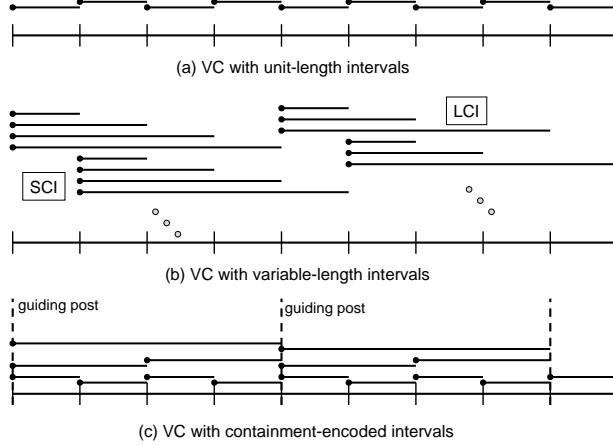 (a) VC with unit-length intervals
LCI
SCI
(b) VC with variable-length intervals
guiding post
guiding post
(c) VC with containment-encoded intervals